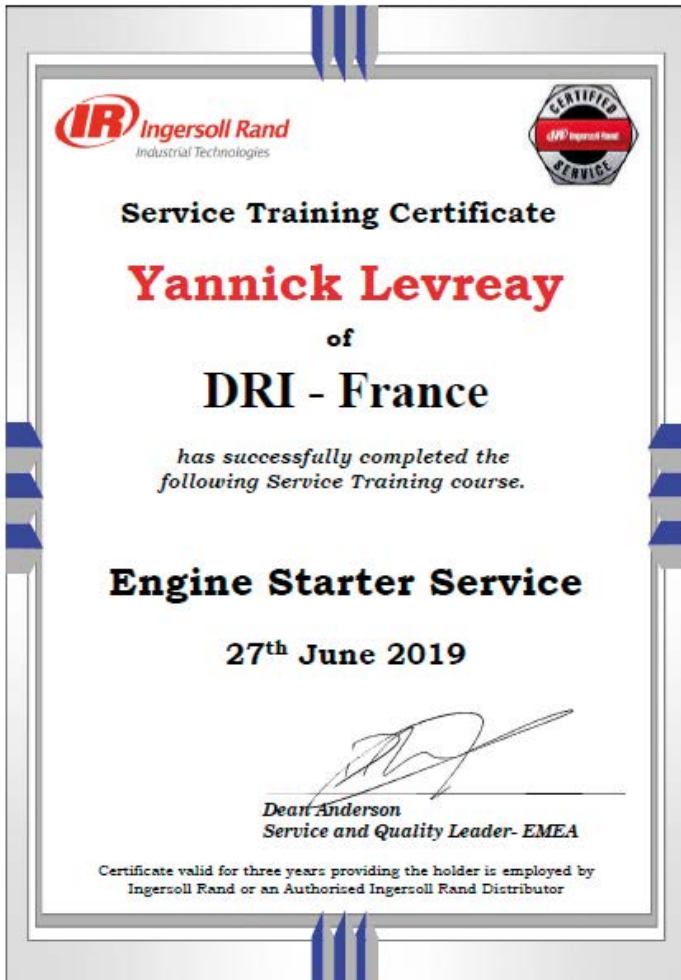 IR Ingersoll Rand
Industrial Technologies
CERTIFIED
IR Ingersoll Rand
SERVICE
Service Training Certificate
Yannick Levreay
of
DRI - France
has successfully completed the
following Service Training course.
Engine Starter Service
27th June 2019
Dean Anderson
Service and Quality Leader- EMEA
Certificate valid for three years providing the holder is employed by
Ingersoll Rand or an Authorised Ingersoll Rand Distributor